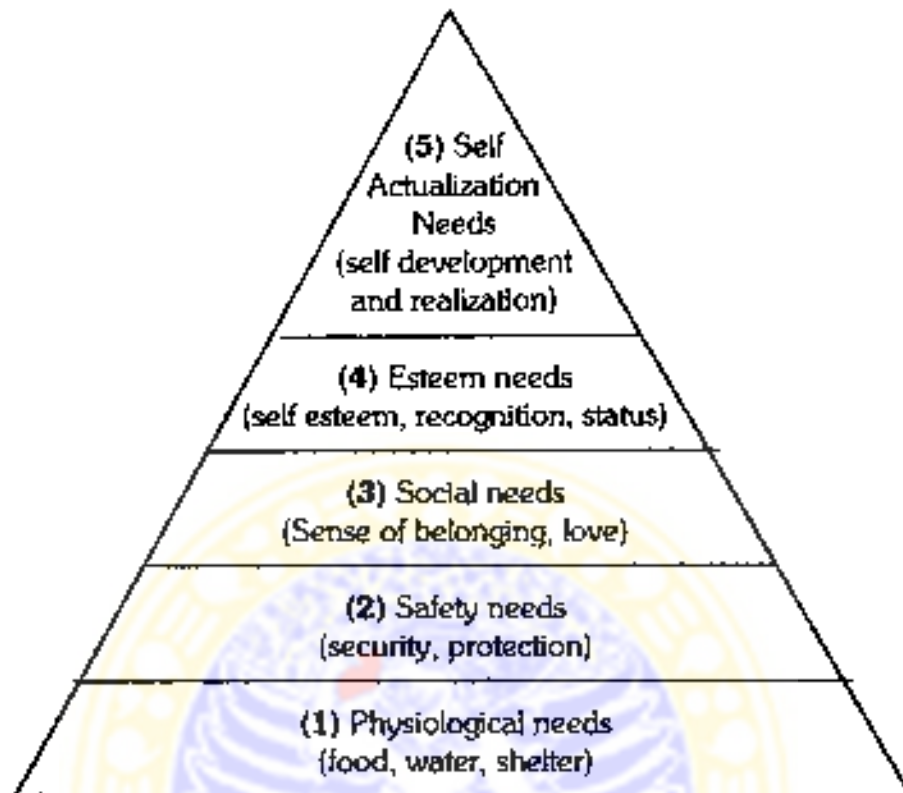 (5) Self
Actualization
Needs
(self development
and realization)
(4) Esteem needs
(self esteem, recognition, status)
(3) Social needs
(Sense of belonging, love)
(2) Safety needs
(security, protection)
(1) Physiological needs
(food, water, shelter)